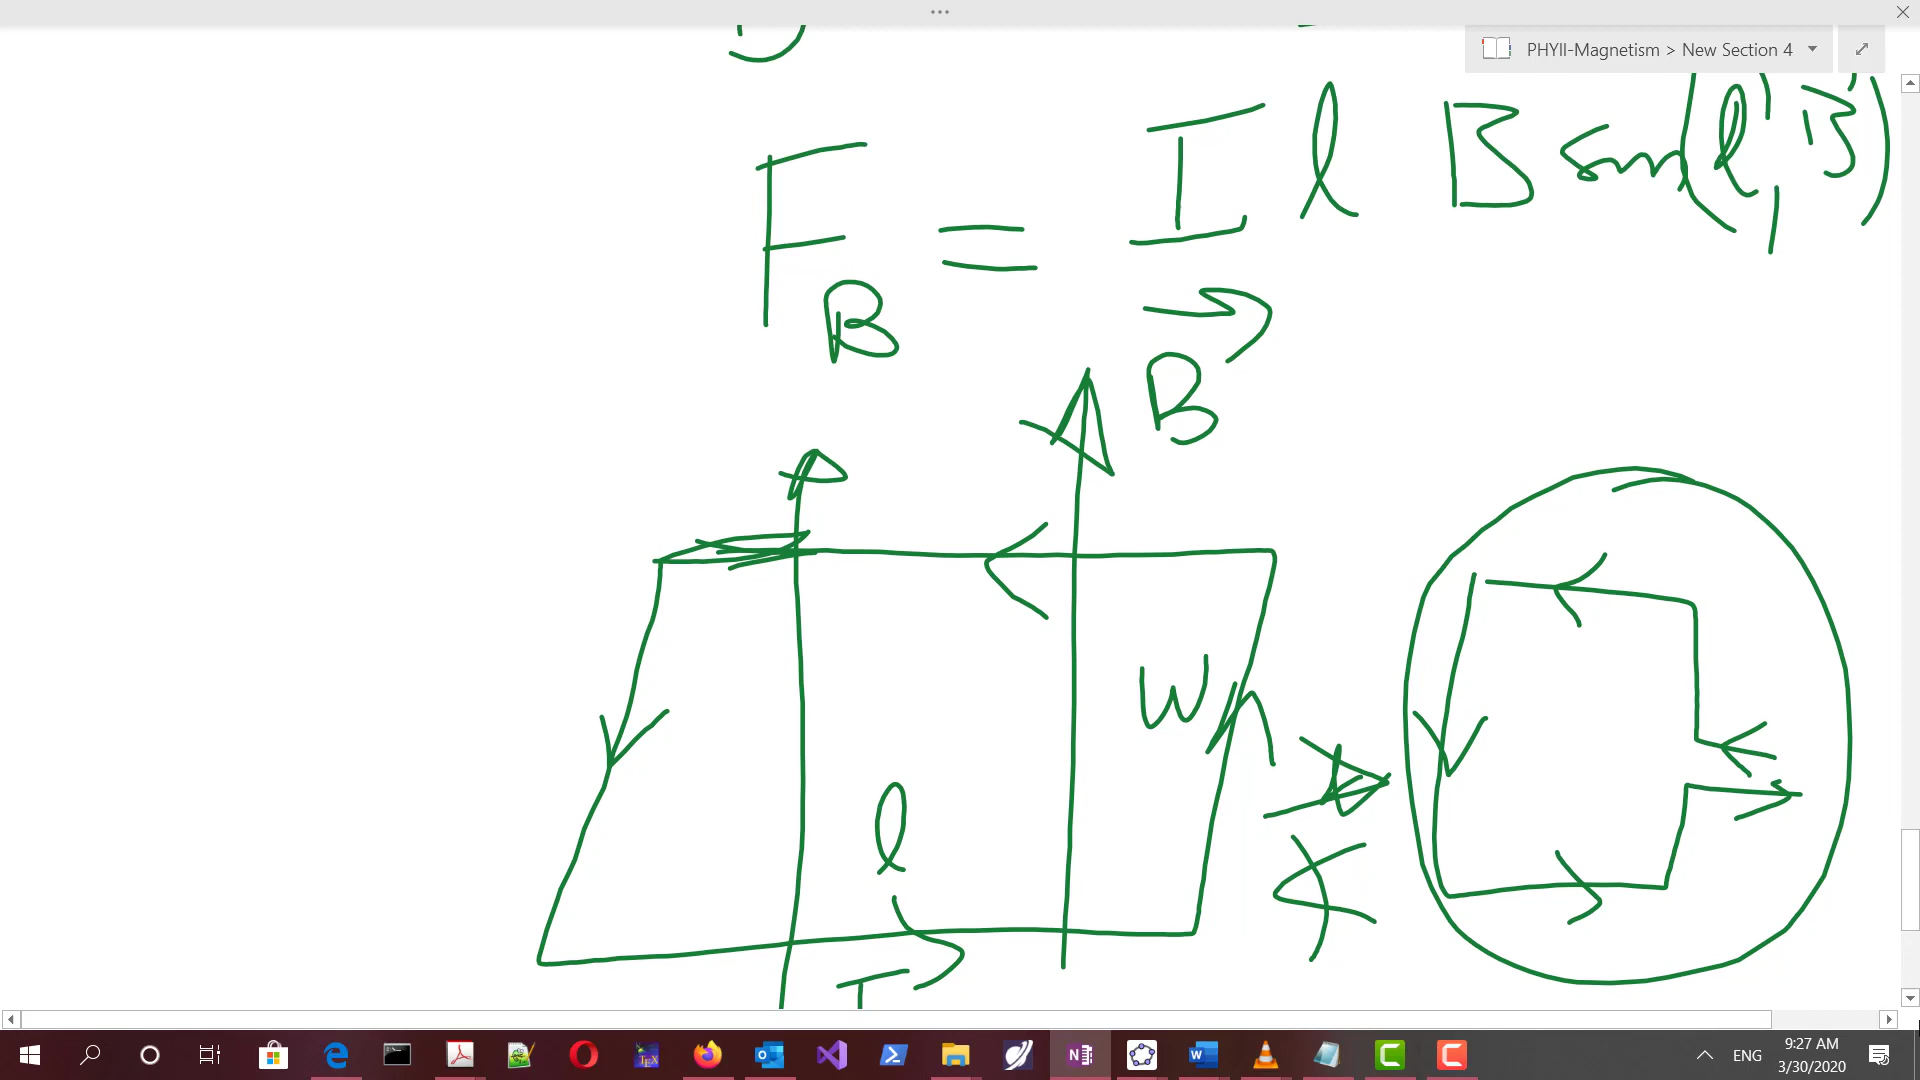 PHYII-Magnetism > New Section 4
F_B = I l B sin(l, B)
B
W
l
I
ENG
9:27 AM
3/30/2020